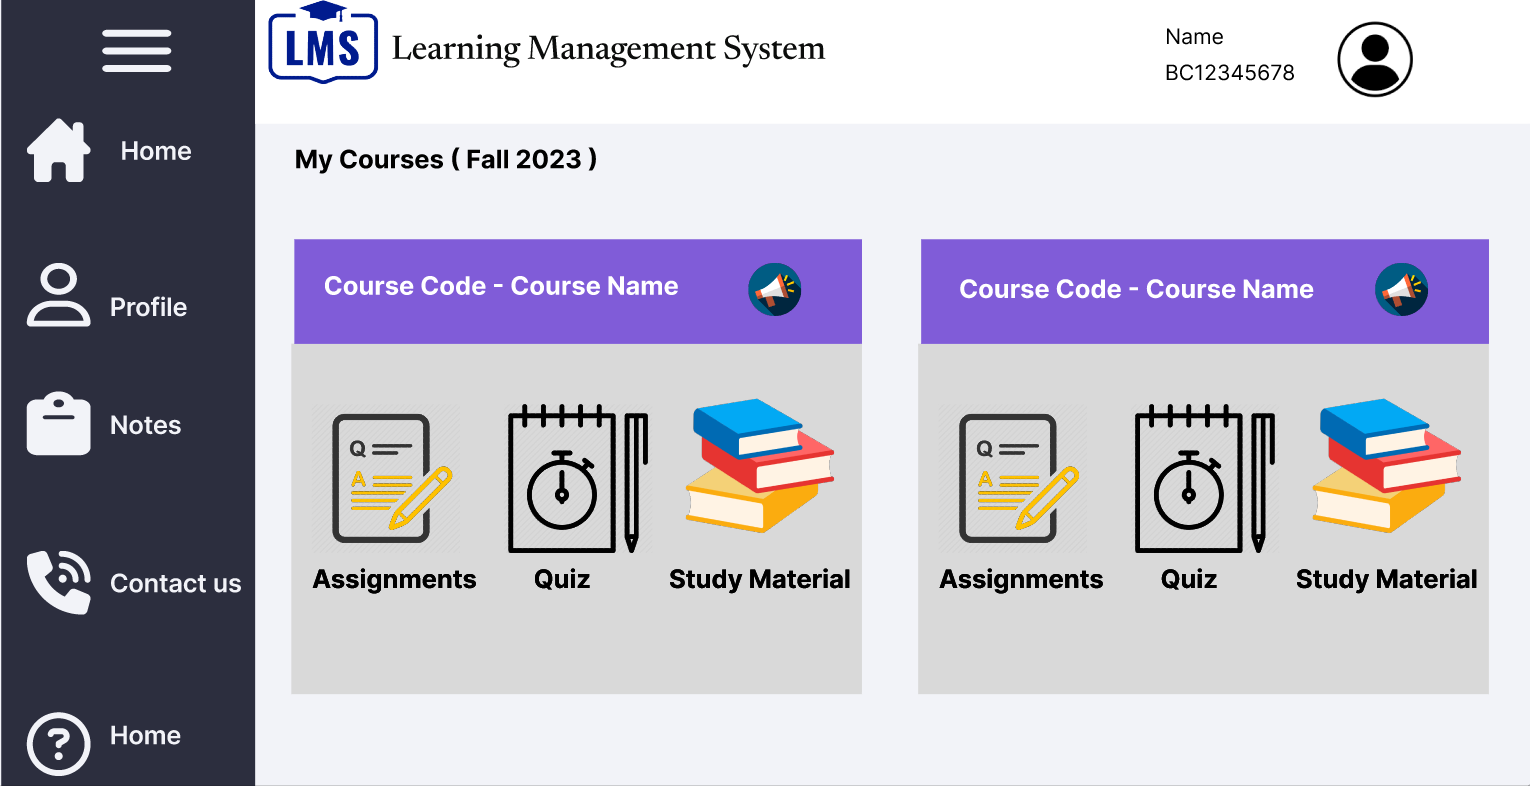 LMS
Learning Management System
Name
BC12345678
Home
Profile
Notes
Contact us
Home
My Courses ( Fall 2023 )
Course Code - Course Name
Q
A
Assignments
Quiz
Study Material
Course Code - Course Name
Q
A
Assignments
Quiz
Study Material